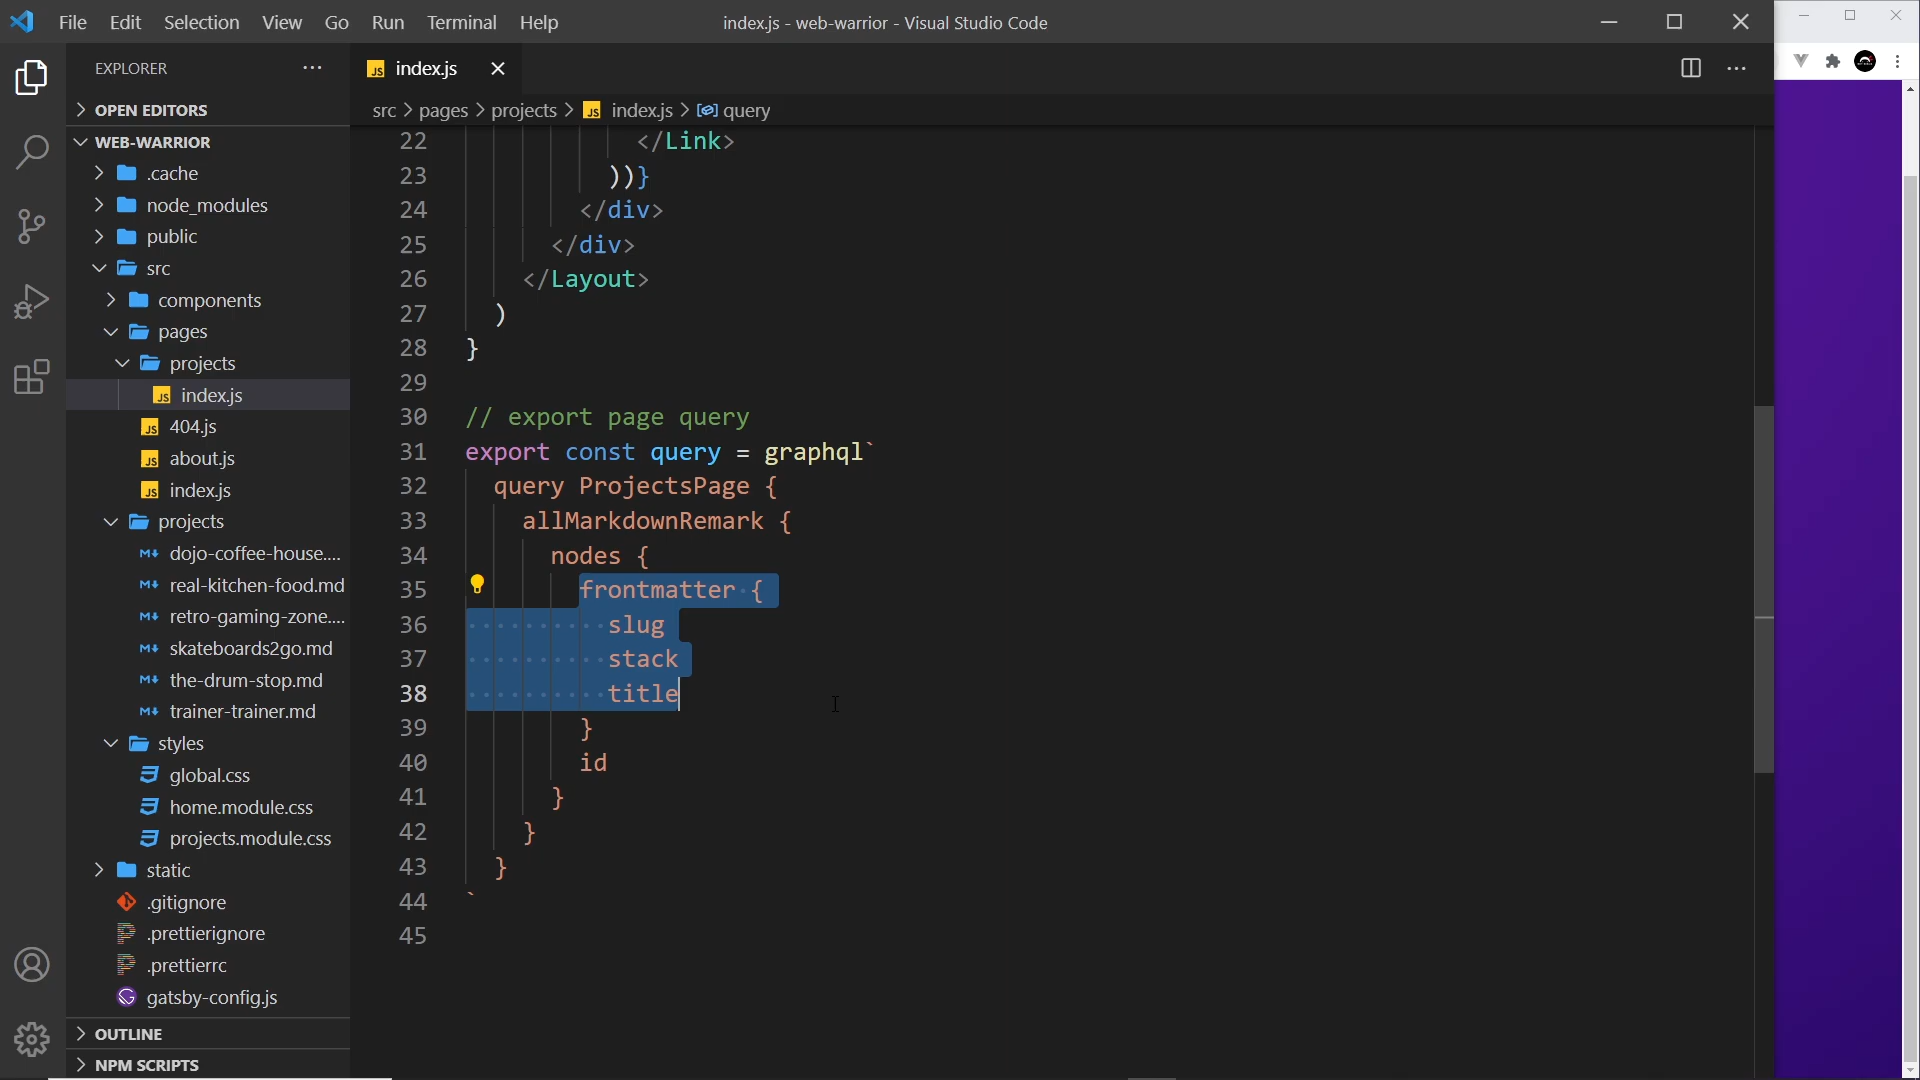 File Edit Selection View Go Run Terminal Help
index.js - web-warrior - Visual Studio Code
EXPLORER
OPEN EDITORS
WEB-WARRIOR
.cache
node_modules
public
src
components
pages
projects
index.js
404.js
about.js
index.js
projects
dojo-coffee-house....
real-kitchen-food.md
retro-gaming-zone....
skateboards2go.md
the-drum-stop.md
trainer-trainer.md
styles
global.css
home.module.css
projects.module.css
static
.gitignore
.prettierignore
.prettierrc
gatsby-config.js
OUTLINE
NPM SCRIPTS
JS index.js
src > pages > projects > JS index.js > query
22 </Link>
23 ))}
24 </div>
25 </div>
26 </Layout>
27 )
28 }
29
30 // export page query
31 export const query = graphql`
32 query ProjectsPage {
33 allMarkdownRemark {
34 nodes {
35 frontmatter {
36 slug
37 stack
38 title
39 }
40 id
41 }
42 }
43 }
44 `
45